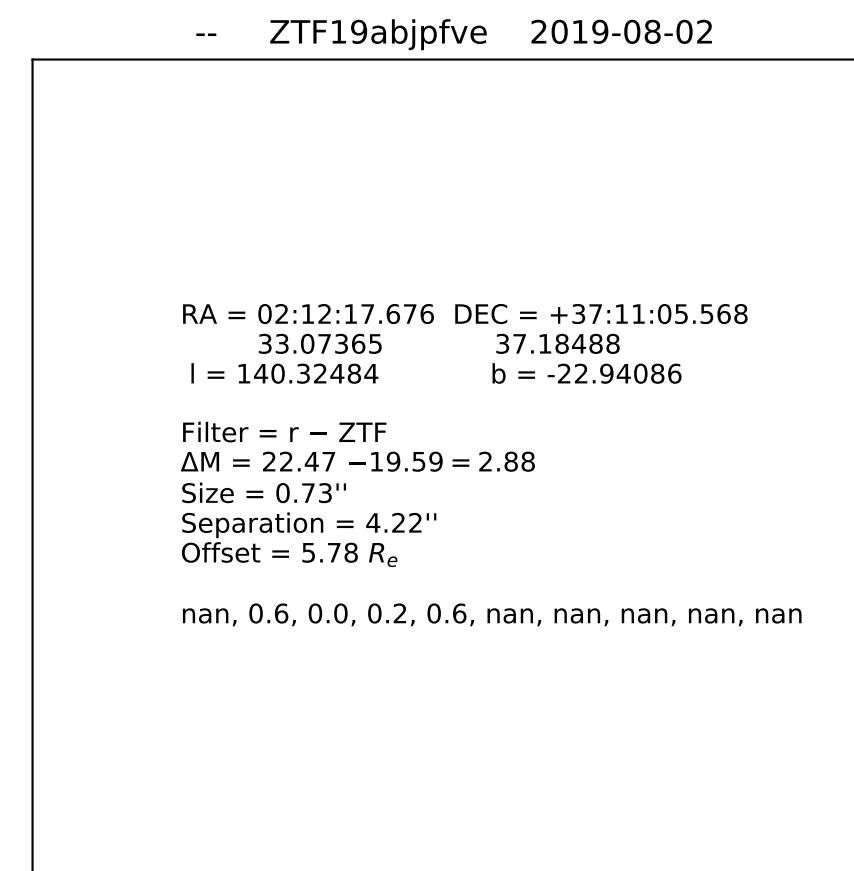 -- ZTF19abjpfve 2019-08-02
RA = 02:12:17.676 DEC = +37:11:05.568
33.07365 37.18488
l = 140.32484 b = -22.94086
Filter = r − ZTF
ΔM = 22.47 −19.59 = 2.88
Size = 0.73''
Separation = 4.22''
Offset = 5.78 Re
nan, 0.6, 0.0, 0.2, 0.6, nan, nan, nan, nan, nan